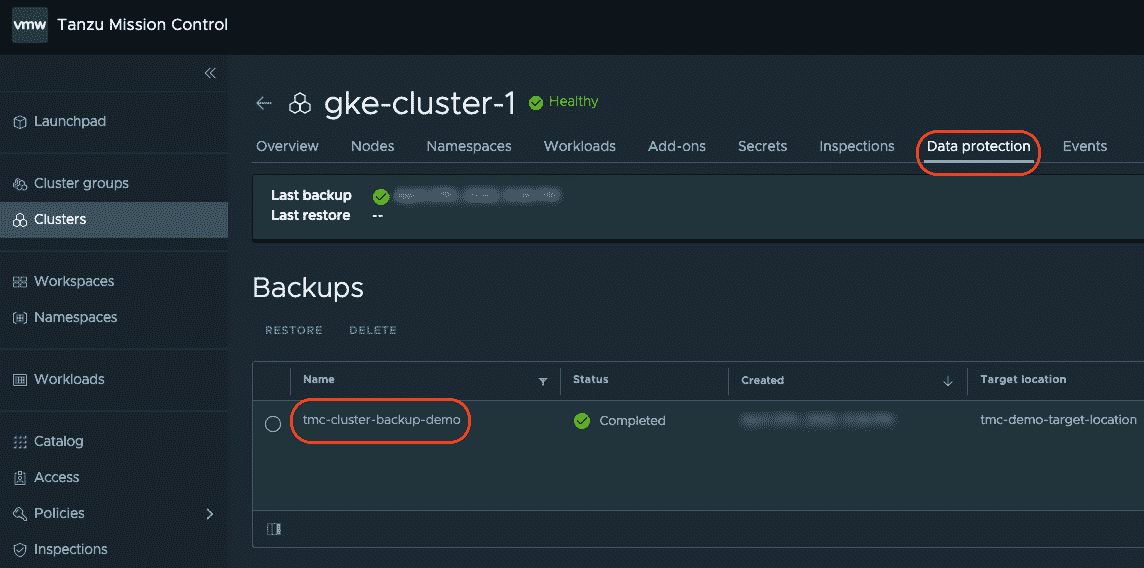 vmw Tanzu Mission Control
Launchpad
Cluster groups
Clusters
Workspaces
Namespaces
Workloads
Catalog
Access
Policies
Inspections
gke-cluster-1 Healthy
Overview Nodes Namespaces Workloads Add-ons Secrets Inspections Data protection Events
Last backup
Last restore --
Backups
RESTORE DELETE
Name Status Created Target location
tmc-cluster-backup-demo Completed tmc-demo-target-location